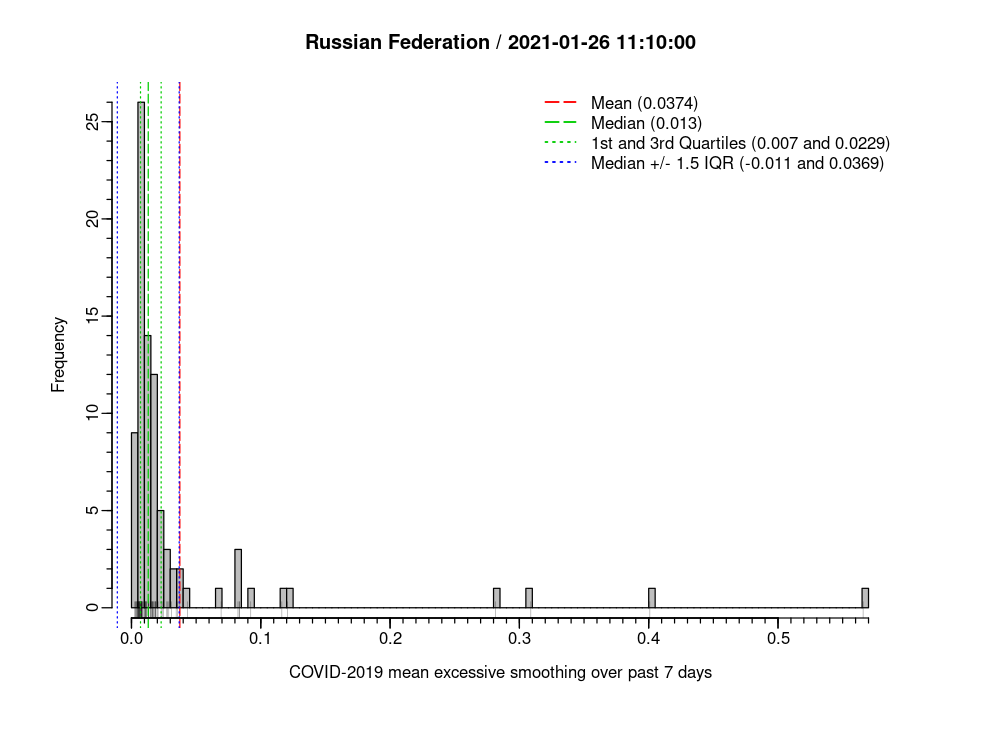 Russian Federation / 2021-01-26 11:10:00
Mean (0.0374)
Median (0.013)
1st and 3rd Quartiles (0.007 and 0.0229)
Median +/- 1.5 IQR (-0.011 and 0.0369)
Frequency
25
20
15
10
5
0
0.0 0.1 0.2 0.3 0.4 0.5
COVID-2019 mean excessive smoothing over past 7 days